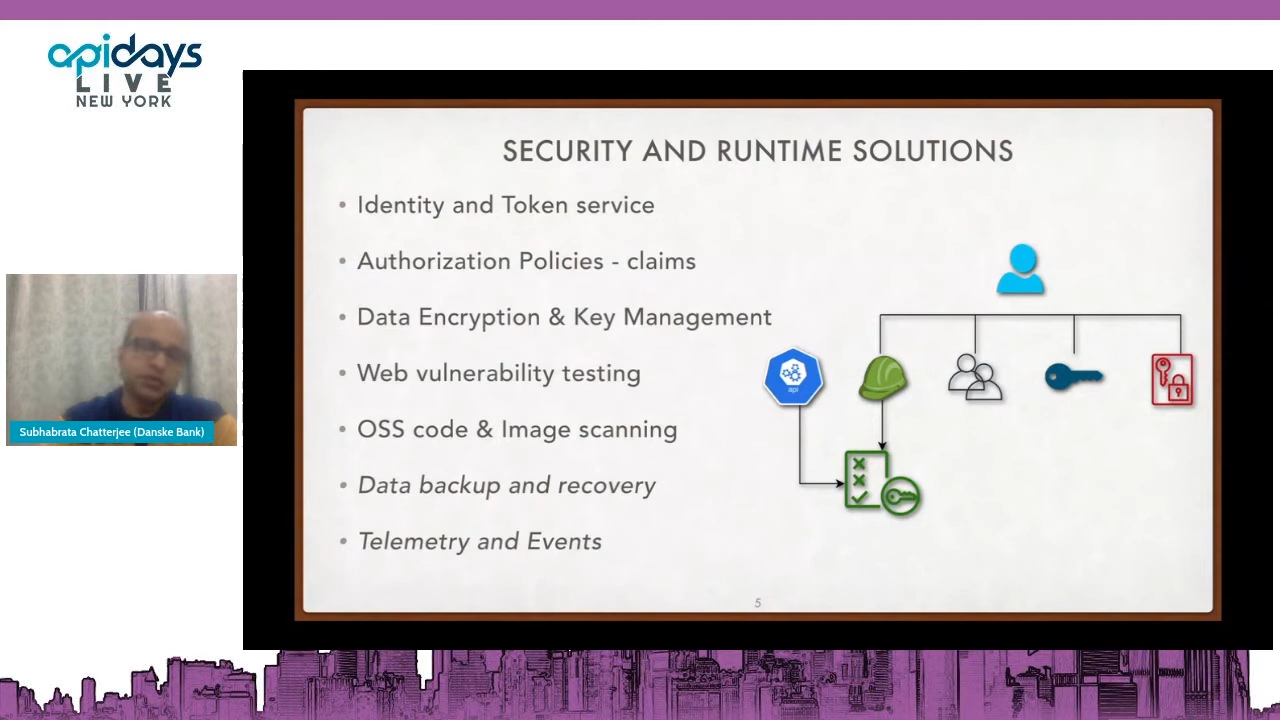 apidays
LIVE
NEW YORK
SECURITY AND RUNTIME SOLUTIONS
• Identity and Token service
• Authorization Policies - claims
• Data Encryption & Key Management
• Web vulnerability testing
• OSS code & Image scanning
• Data backup and recovery
• Telemetry and Events
api
5
Subhabrata Chatterjee (Danske Bank)